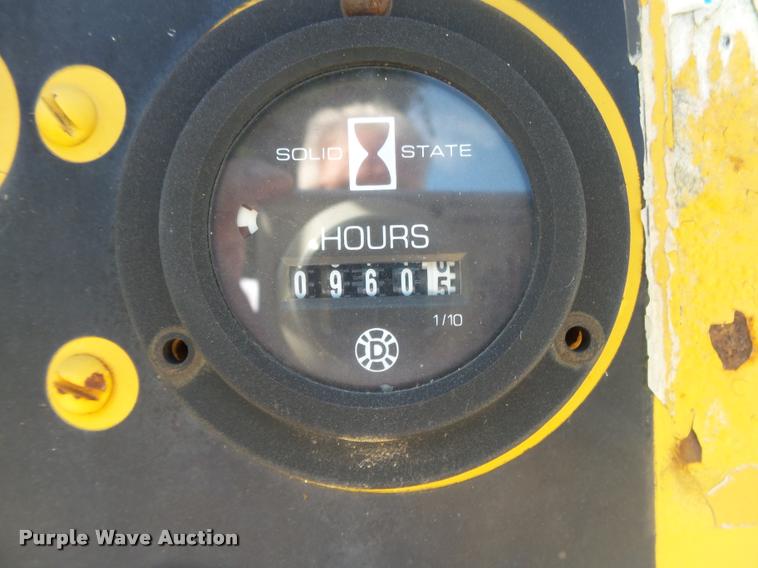 SOLID STATE
HOURS
0960
1/10
D
Purple Wave Auction